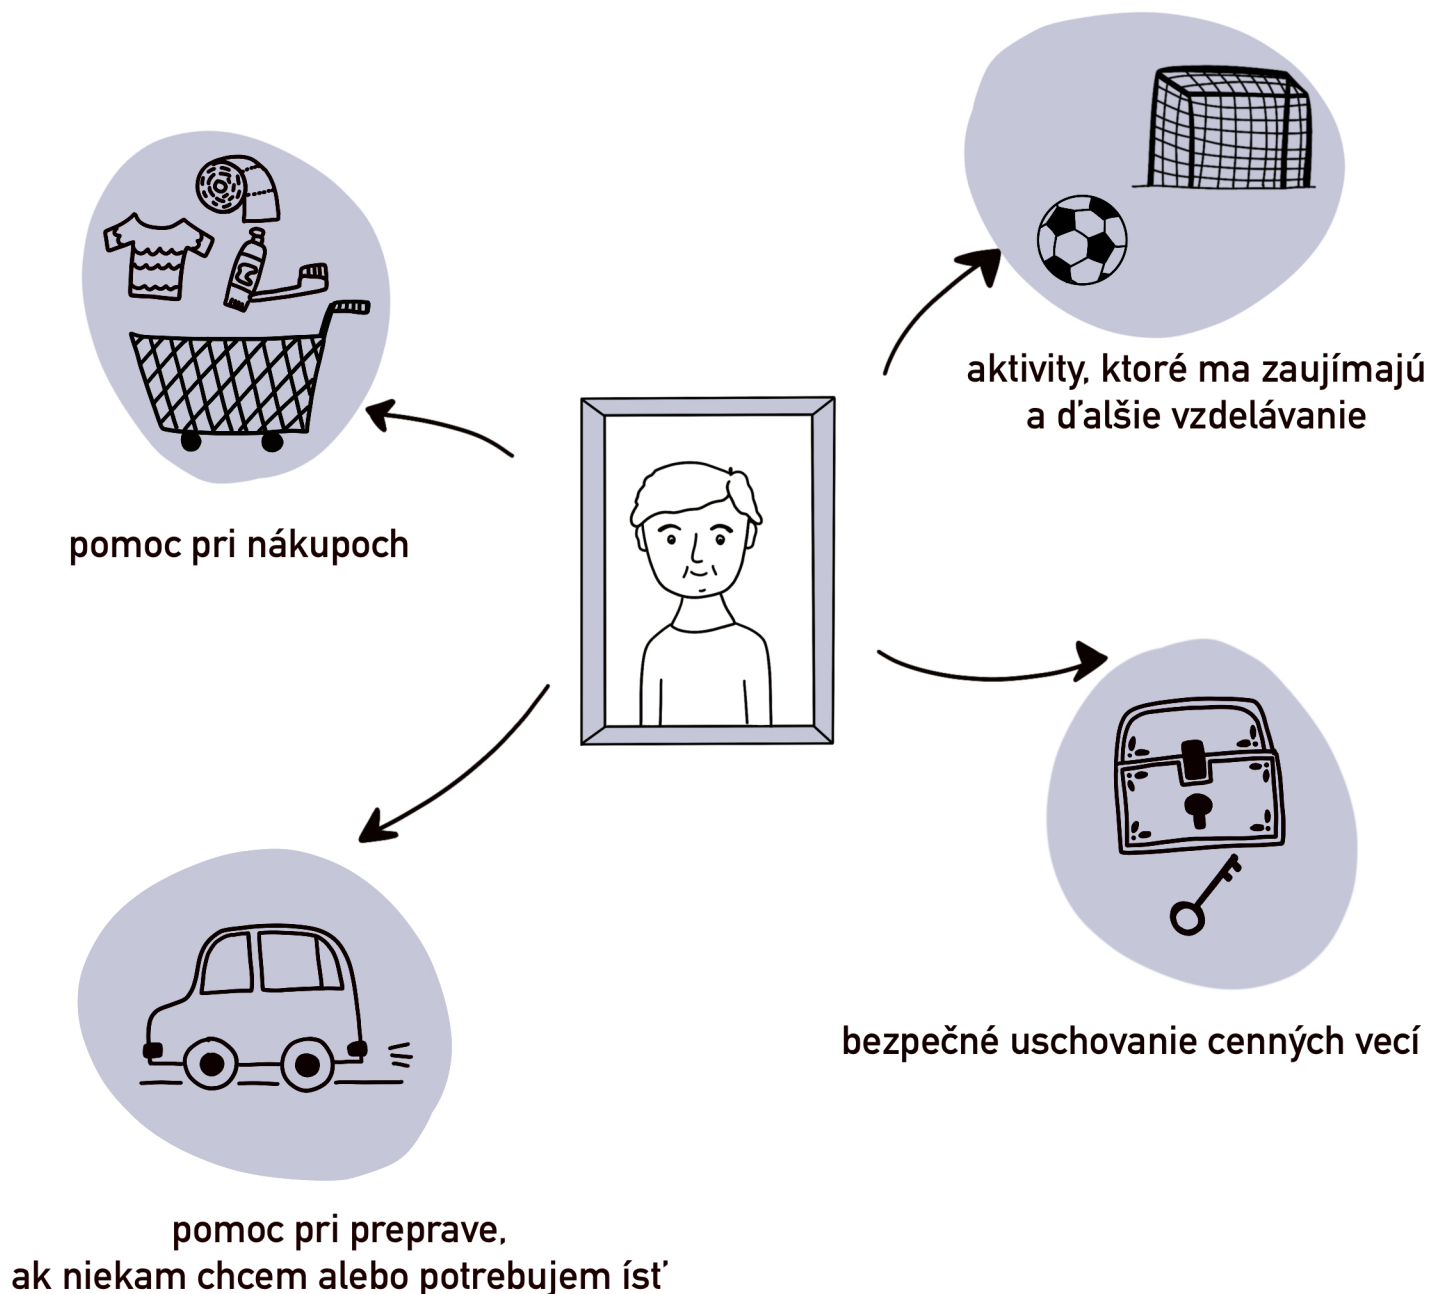 aktivity, ktoré ma zaujímajú
a ďalšie vzdelávanie
pomoc pri nákupoch
bezpečné uschovanie cenných vecí
pomoc pri preprave,
ak niekam chcem alebo potrebujem ísť